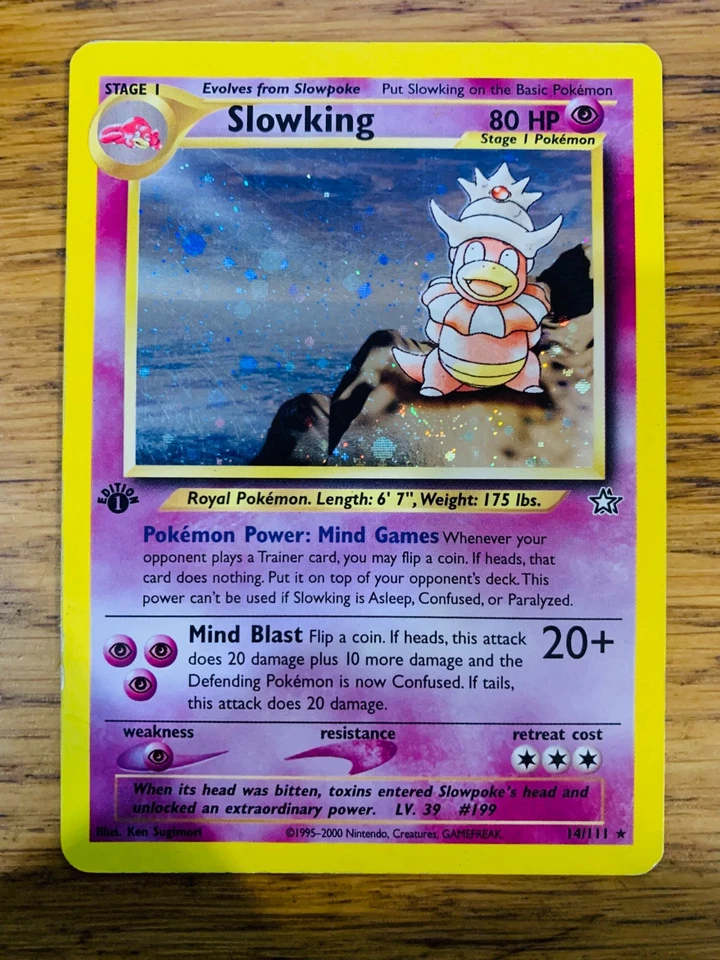 STAGE 1 Evolves from Slowpoke Put Slowking on the Basic Pokémon
Slowking 80 HP
Stage 1 Pokémon
EDITION
1
Royal Pokémon. Length: 6' 7", Weight: 175 lbs.
Pokémon Power: Mind Games Whenever your
opponent plays a Trainer card, you may flip a coin. If heads, that
card does nothing. Put it on top of your opponent's deck. This
power can't be used if Slowking is Asleep, Confused, or Paralyzed.
Mind Blast Flip a coin. If heads, this attack 20+
does 20 damage plus 10 more damage and the
Defending Pokémon is now Confused. If tails,
this attack does 20 damage.
weakness resistance retreat cost
When its head was bitten, toxins entered Slowpoke's head and
unlocked an extraordinary power. LV. 39 #199
Illus. Ken Sugimori ©1995–2000 Nintendo, Creatures, GAMEFREAK. 14/111 ★